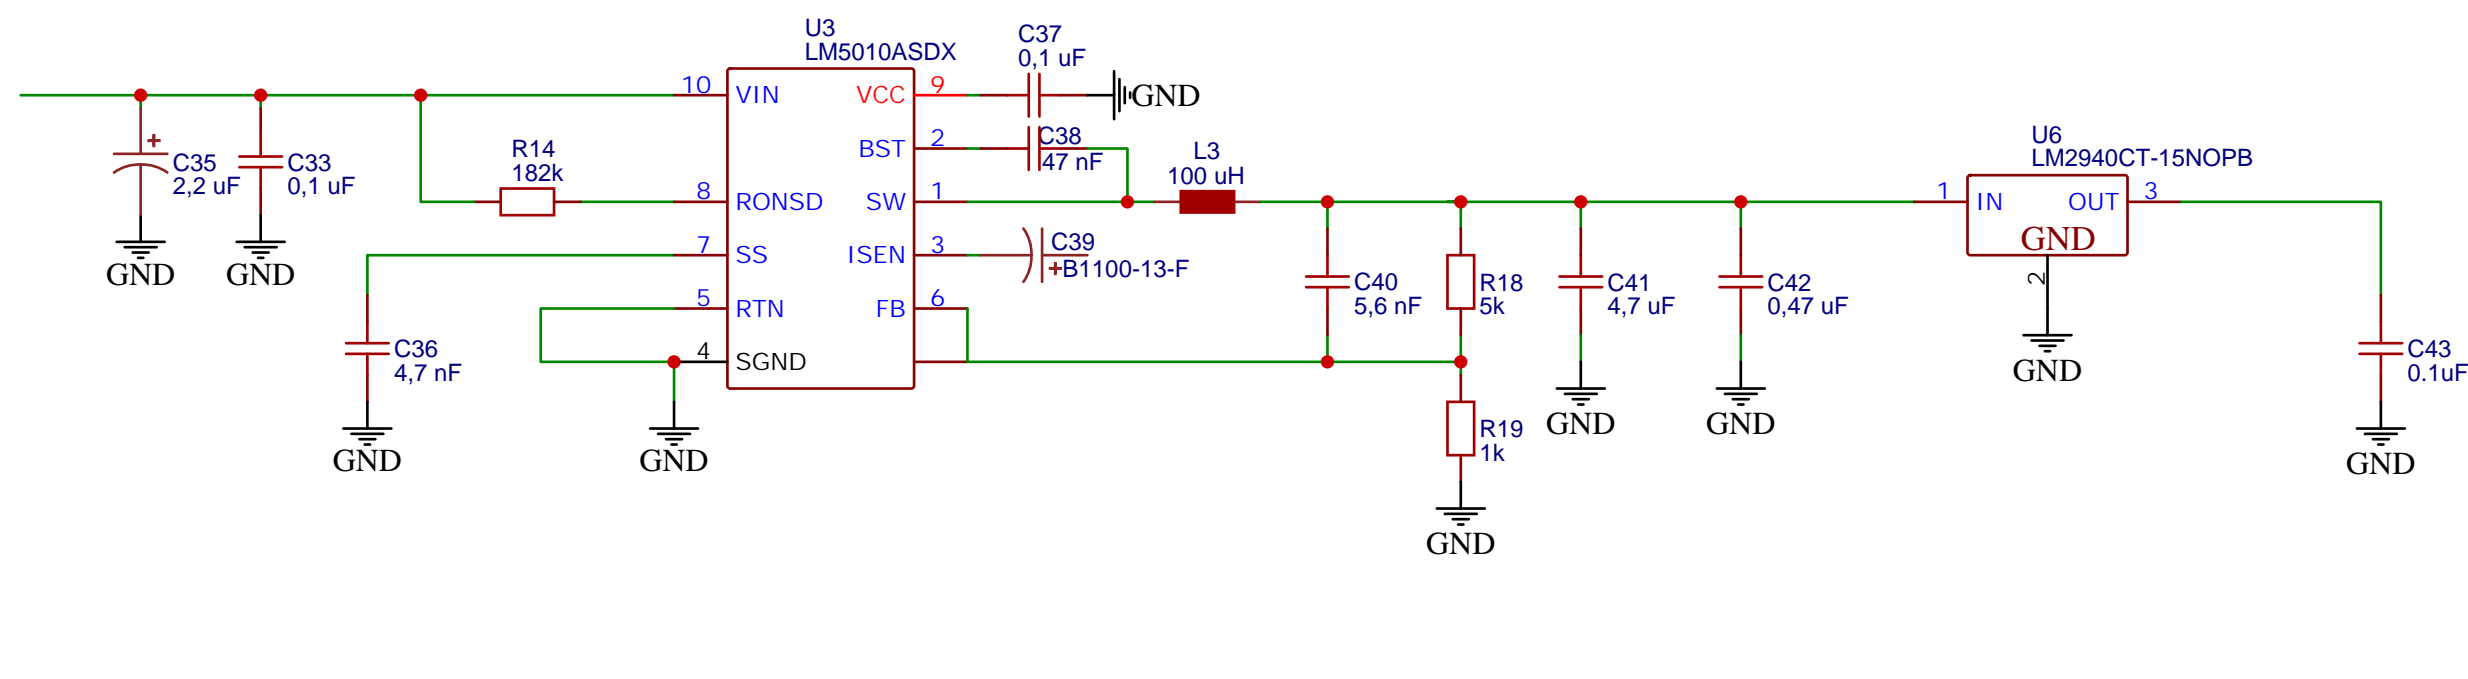 U3
LM5010ASDX
C37
0,1 uF
10
VIN
VCC
9
GND
C35
2,2 uF
C33
0,1 uF
R14
182k
BST
2
C38
47 nF
L3
100 uH
U6
LM2940CT-15NOPB
8
RONSD
SW
1
1
IN
OUT
3
GND
2
GND
GND
GND
7
SS
ISEN
3
C39
+B1100-13-F
5
RTN
FB
6
C40
5,6 nF
R18
5k
C41
4,7 uF
C42
0,47 uF
4
SGND
C36
4,7 nF
C43
0.1uF
GND
GND
R19
1k
GND
GND
GND
GND